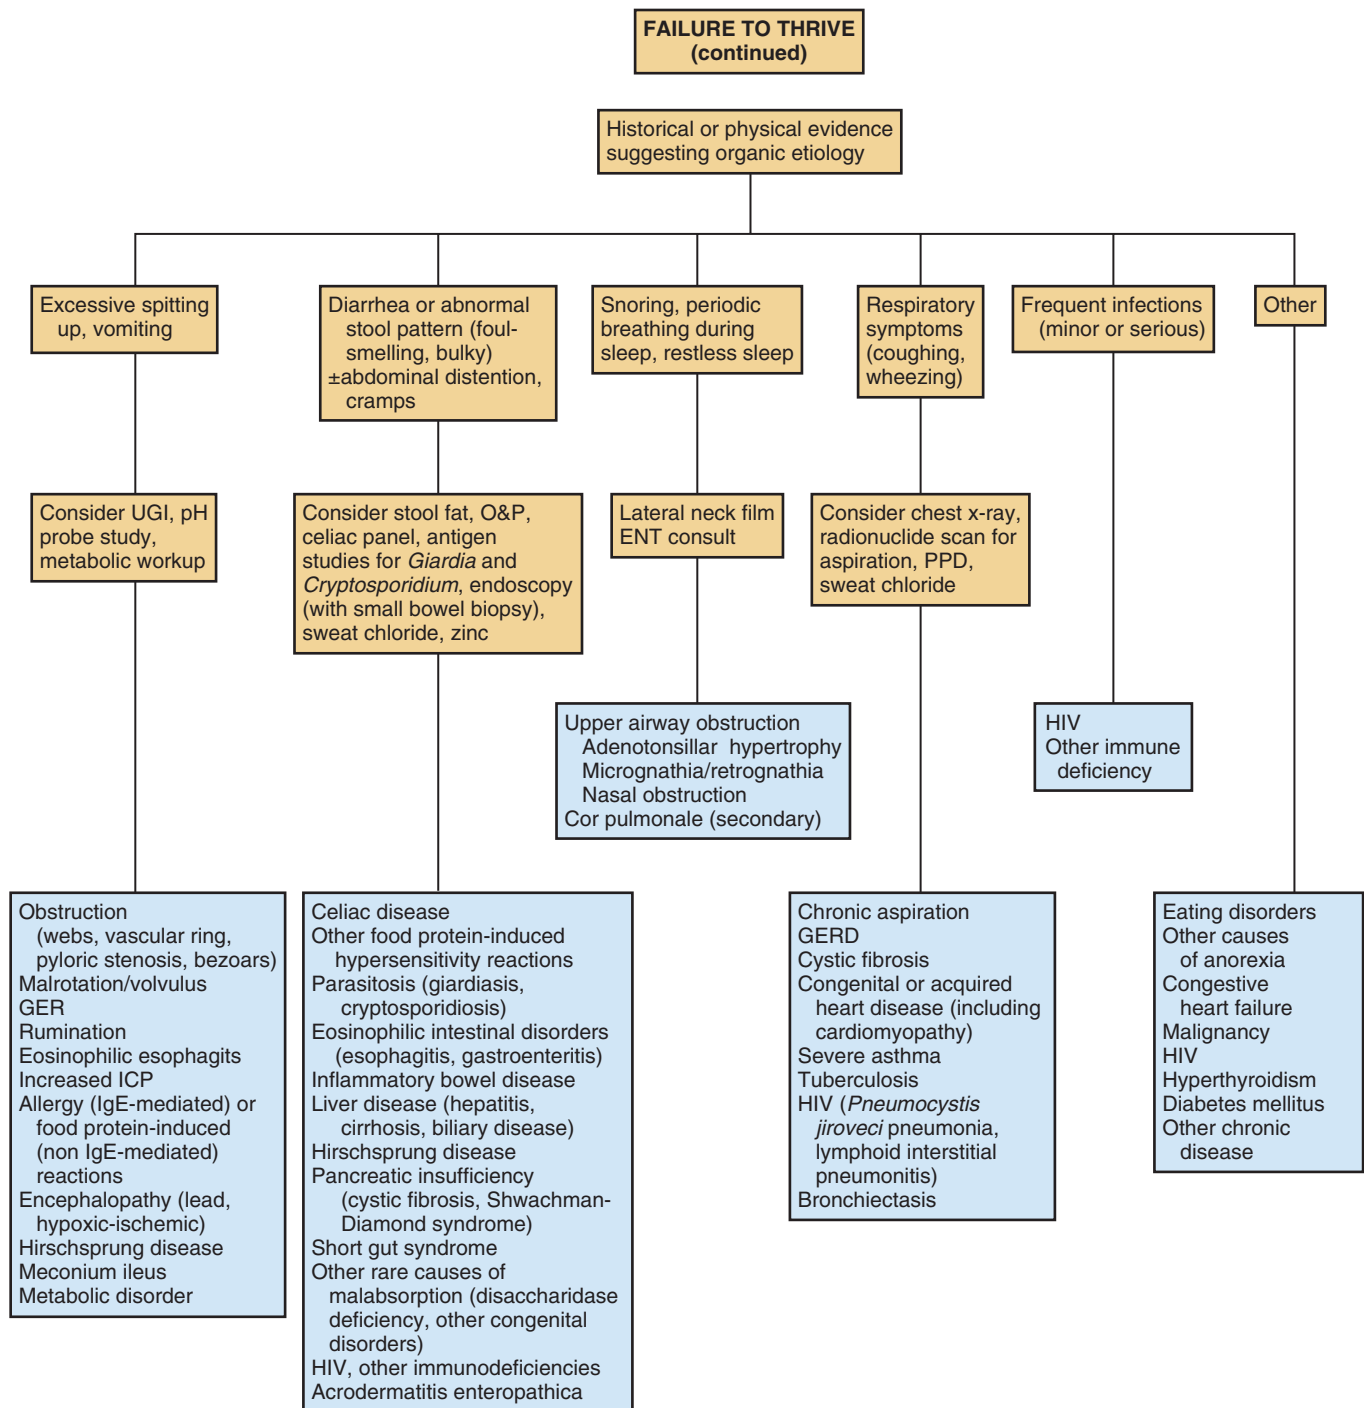 FAILURE TO THRIVE
(continued)
Historical or physical evidence
suggesting organic etiology
Excessive spitting
up, vomiting
Diarrhea or abnormal
stool pattern (foul-
smelling, bulky)
±abdominal distention,
cramps
Snoring, periodic
breathing during
sleep, restless sleep
Respiratory
symptoms
(coughing,
wheezing)
Frequent infections
(minor or serious)
Other
Consider UGI, pH
probe study,
metabolic workup
Consider stool fat, O&P,
celiac panel, antigen
studies for Giardia and
Cryptosporidium, endoscopy
(with small bowel biopsy),
sweat chloride, zinc
Lateral neck film
ENT consult
Consider chest x-ray,
radionuclide scan for
aspiration, PPD,
sweat chloride
Upper airway obstruction
Adenotonsillar hypertrophy
Micrognathia/retrognathia
Nasal obstruction
Cor pulmonale (secondary)
HIV
Other immune
deficiency
Obstruction
(webs, vascular ring,
pyloric stenosis, bezoars)
Malrotation/volvulus
GER
Rumination
Eosinophilic esophagits
Increased ICP
Allergy (IgE-mediated) or
food protein-induced
(non IgE-mediated)
reactions
Encephalopathy (lead,
hypoxic-ischemic)
Hirschsprung disease
Meconium ileus
Metabolic disorder
Celiac disease
Other food protein-induced
hypersensitivity reactions
Parasitosis (giardiasis,
cryptosporidiosis)
Eosinophilic intestinal disorders
(esophagitis, gastroenteritis)
Inflammatory bowel disease
Liver disease (hepatitis,
cirrhosis, biliary disease)
Hirschsprung disease
Pancreatic insufficiency
(cystic fibrosis, Shwachman-
Diamond syndrome)
Short gut syndrome
Other rare causes of
malabsorption (disaccharidase
deficiency, other congenital
disorders)
HIV, other immunodeficiencies
Acrodermatitis enteropathica
Chronic aspiration
GERD
Cystic fibrosis
Congenital or acquired
heart disease (including
cardiomyopathy)
Severe asthma
Tuberculosis
HIV (Pneumocystis
jiroveci pneumonia,
lymphoid interstitial
pneumonitis)
Bronchiectasis
Eating disorders
Other causes
of anorexia
Congestive
heart failure
Malignancy
HIV
Hyperthyroidism
Diabetes mellitus
Other chronic
disease